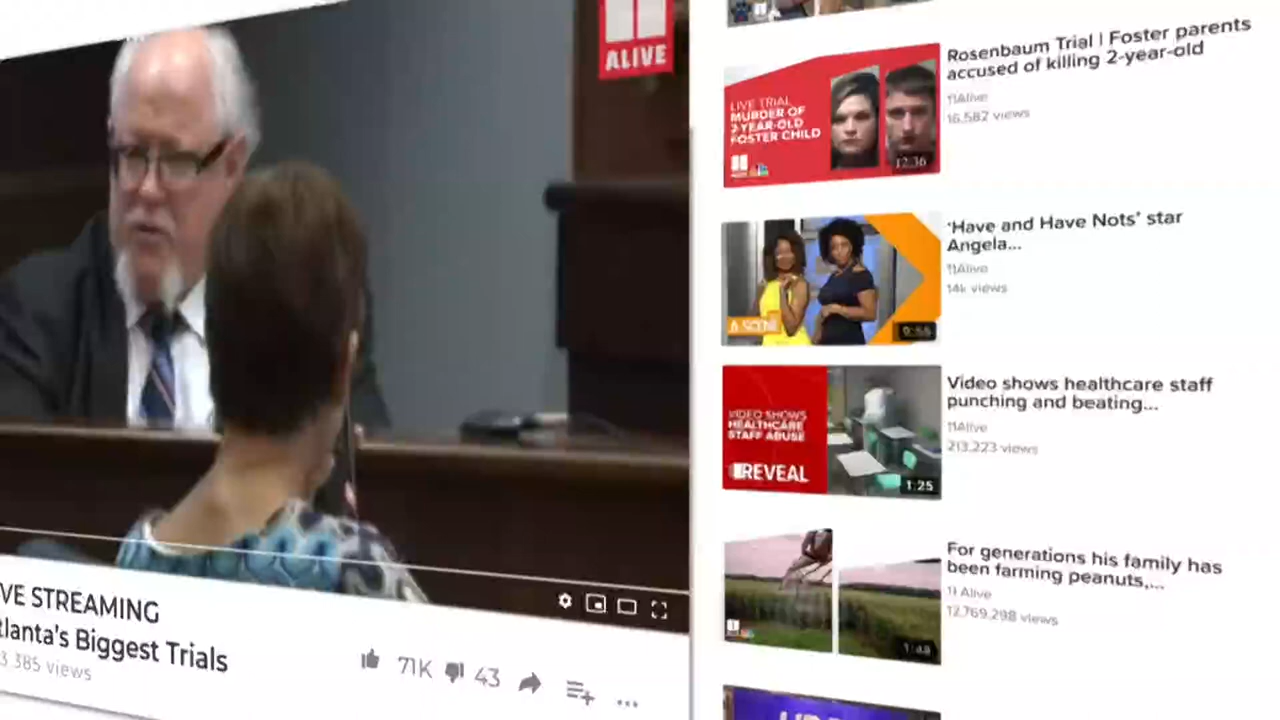 ALIVE
VE STREAMING
tlanta's Biggest Trials
3 385 views
71K
43
Rosenbaum Trial | Foster parents
accused of killing 2-year-old
11Alive
16,582 views
LIVE TRIAL
MURDER OF
2-YEAR-OLD
FOSTER CHILD
12:36
'Have and Have Nots' star
Angela...
11Alive
14k views
A SCENE
9:56
Video shows healthcare staff
punching and beating...
11Alive
213,223 views
VIDEO SHOWS
HEALTHCARE
STAFF ABUSE
REVEAL
1:25
For generations his family has
been farming peanuts,...
11 Alive
12,769,298 views
1:48